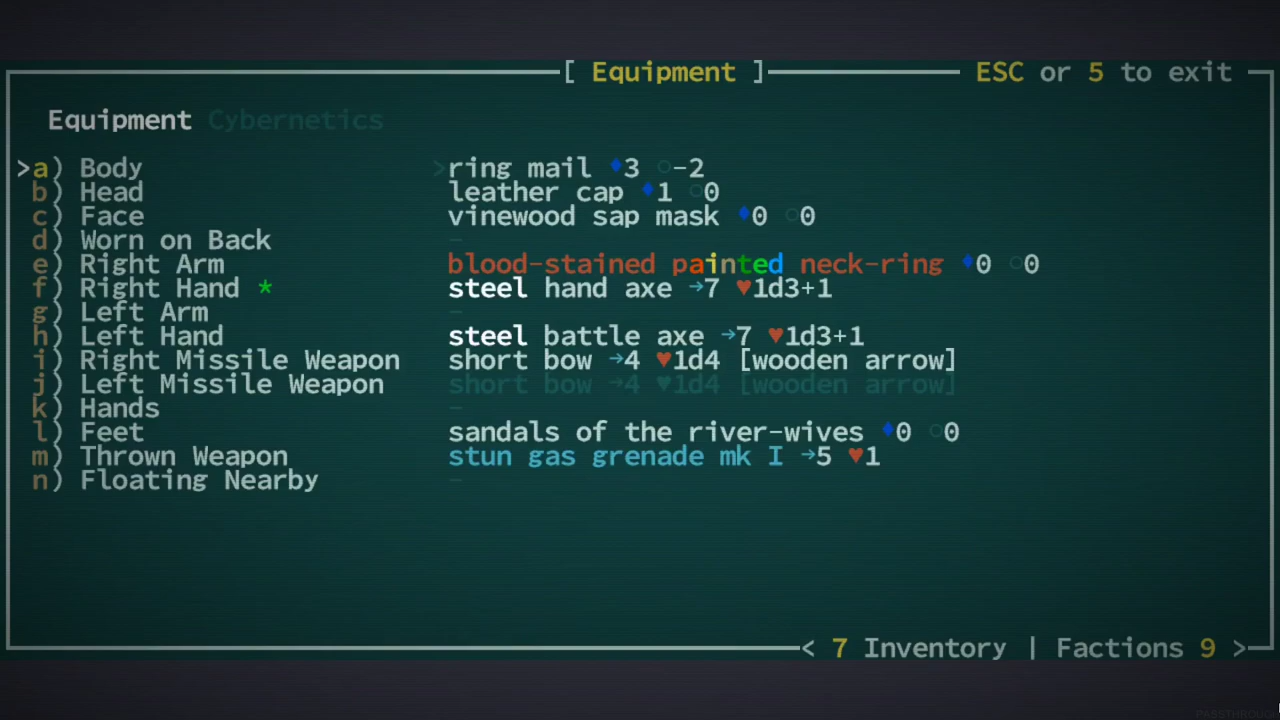 [ Equipment ] ESC or 5 to exit
Equipment Cybernetics
>a) Body >ring mail ♦3 ○-2
b) Head leather cap ♦1 ○0
c) Face vinewood sap mask ♦0 ○0
d) Worn on Back -
e) Right Arm blood-stained painted neck-ring ♦0 ○0
f) Right Hand * steel hand axe →7 ♥1d3+1
g) Left Arm -
h) Left Hand steel battle axe →7 ♥1d3+1
i) Right Missile Weapon short bow →4 ♥1d4 [wooden arrow]
j) Left Missile Weapon short bow →4 ♥1d4 [wooden arrow]
k) Hands -
l) Feet sandals of the river-wives ♦0 ○0
m) Thrown Weapon stun gas grenade mk I →5 ♥1
n) Floating Nearby -
< 7 Inventory | Factions 9 >